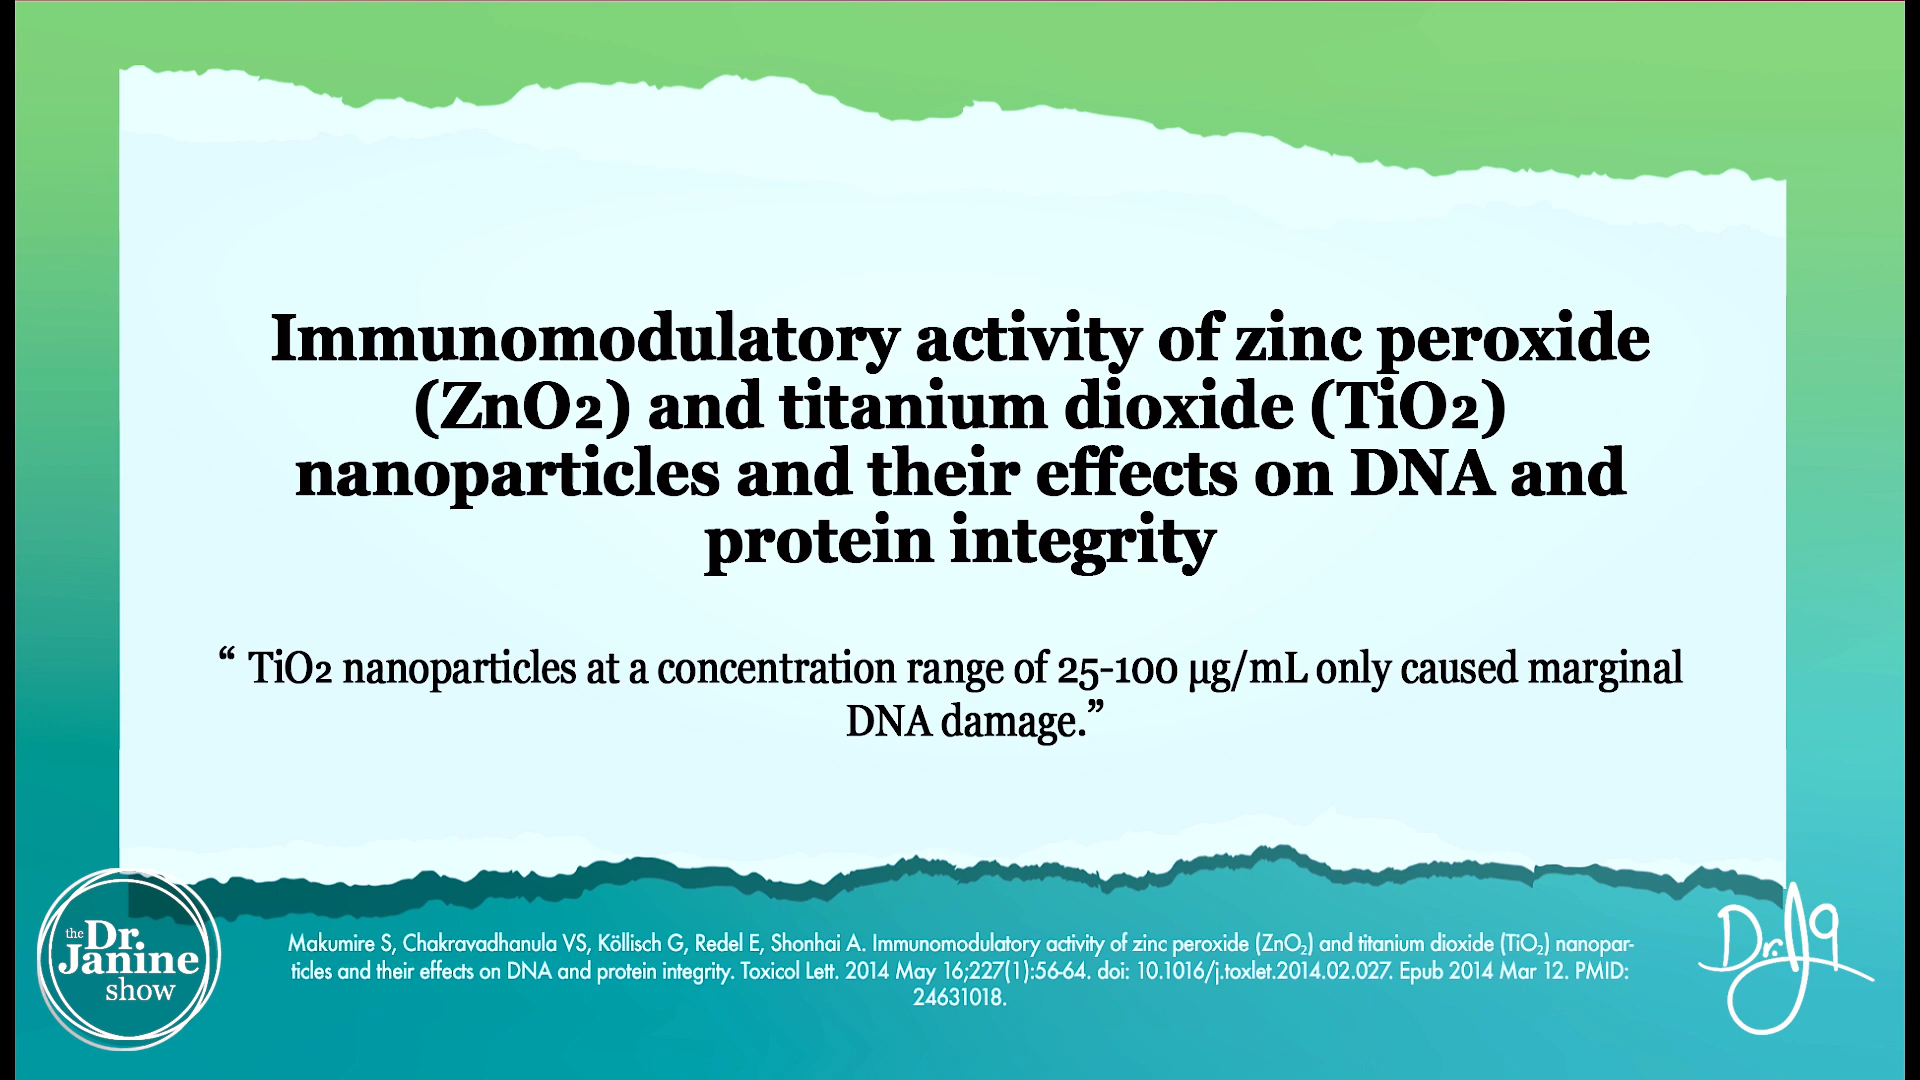 Immunomodulatory activity of zinc peroxide
(ZnO2) and titanium dioxide (TiO2)
nanoparticles and their effects on DNA and
protein integrity
“ TiO2 nanoparticles at a concentration range of 25-100 µg/mL only caused marginal
DNA damage.”
the Dr.
Janine
show
Makumire S, Chakravadhanula VS, Köllisch G, Redel E, Shonhai A. Immunomodulatory activity of zinc peroxide (ZnO₂) and titanium dioxide (TiO₂) nanopar-
ticles and their effects on DNA and protein integrity. Toxicol Lett. 2014 May 16;227(1):56-64. doi: 10.1016/j.toxlet.2014.02.027. Epub 2014 Mar 12. PMID:
24631018.